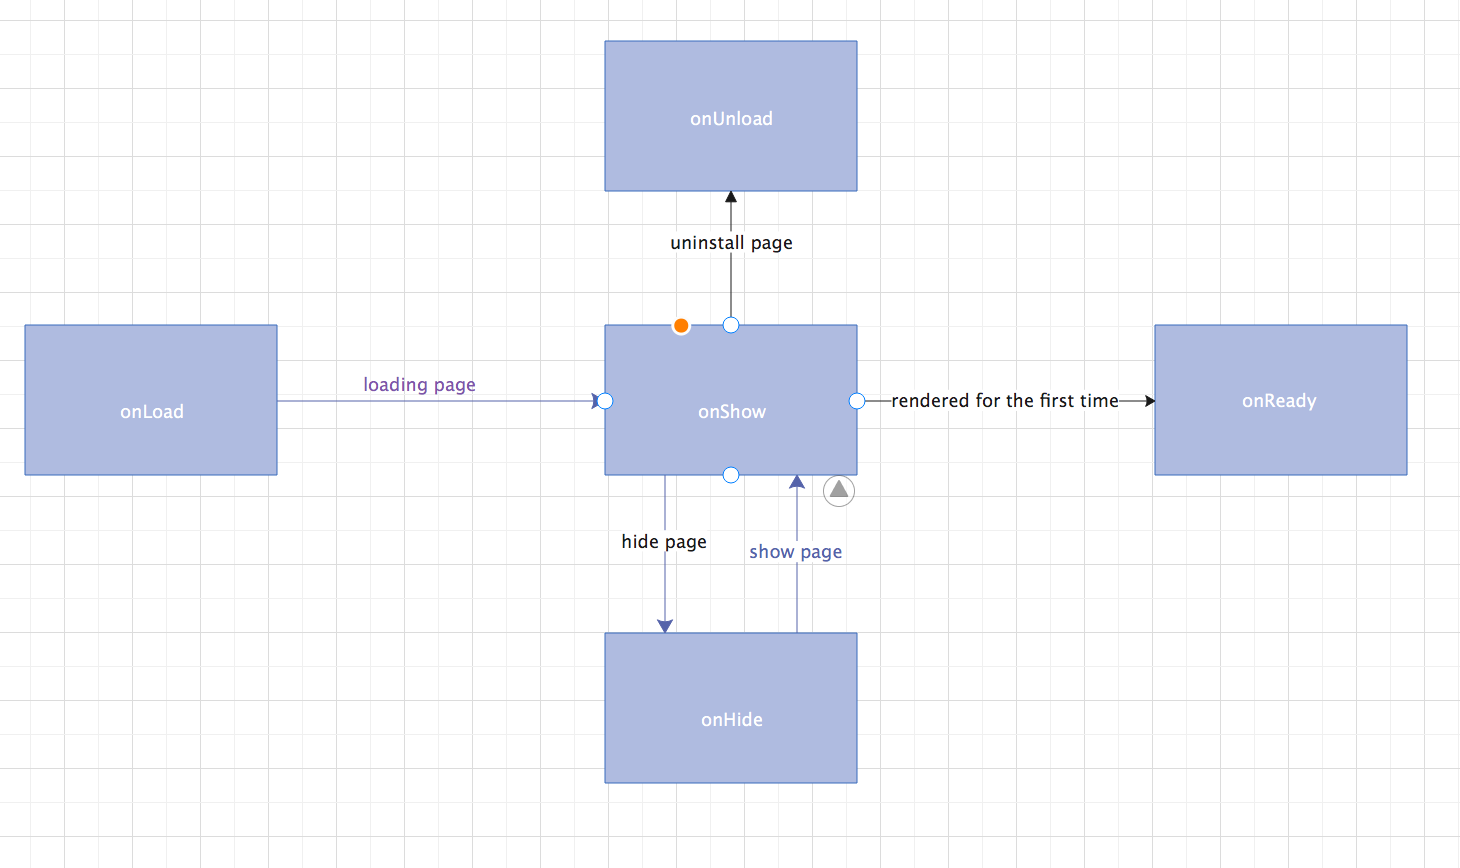 onUnload
uninstall page
loading page
onLoad
onShow
rendered for the first time
onReady
hide page
show page
onHide